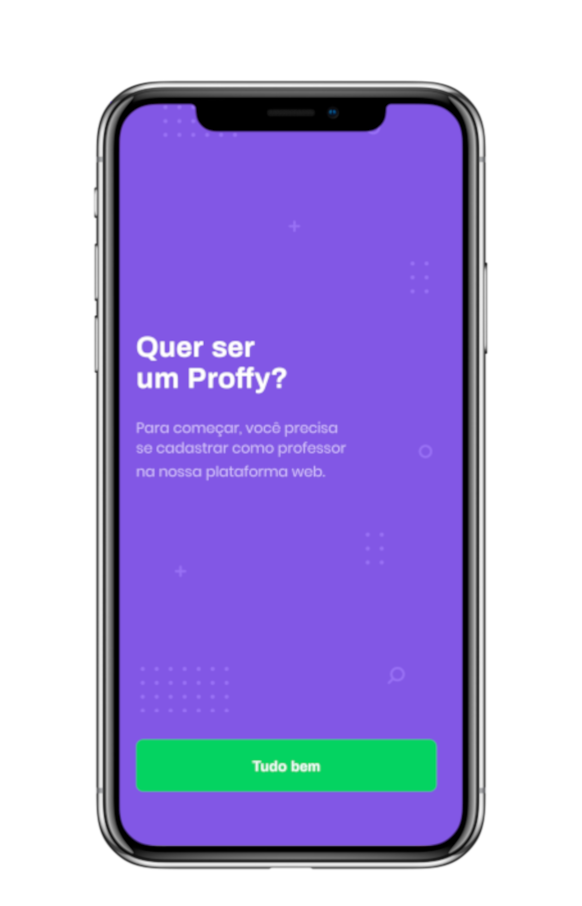 Quer ser
um Proffy?
Para começar, você precisa
se cadastrar como professor
na nossa plataforma web.
Tudo bem